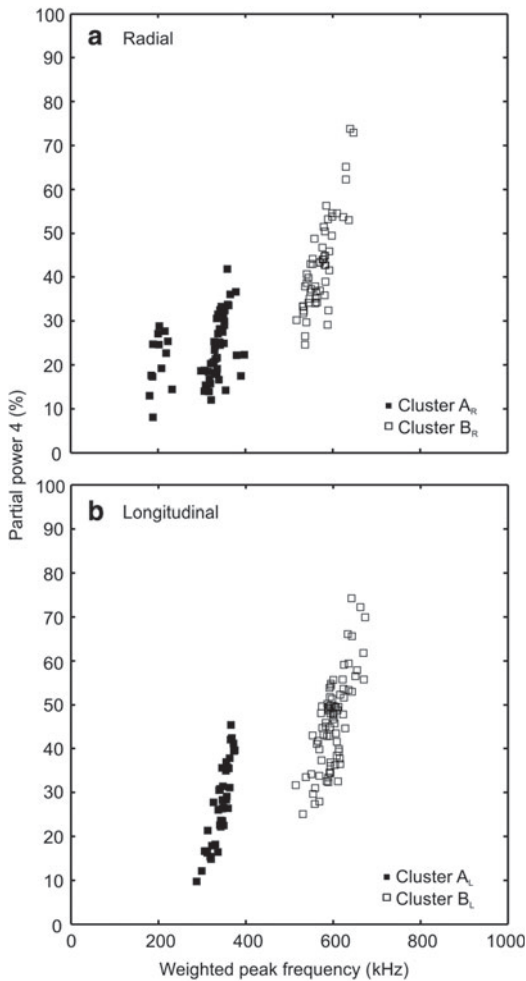 Partial power 4 (%)
100
90
80
70
60
50
40
30
20
10
0
a Radial
Cluster A_R
Cluster B_R
100
90
80
70
60
50
40
30
20
10
0
b Longitudinal
Cluster A_L
Cluster B_L
0 200 400 600 800 1000
Weighted peak frequency (kHz)